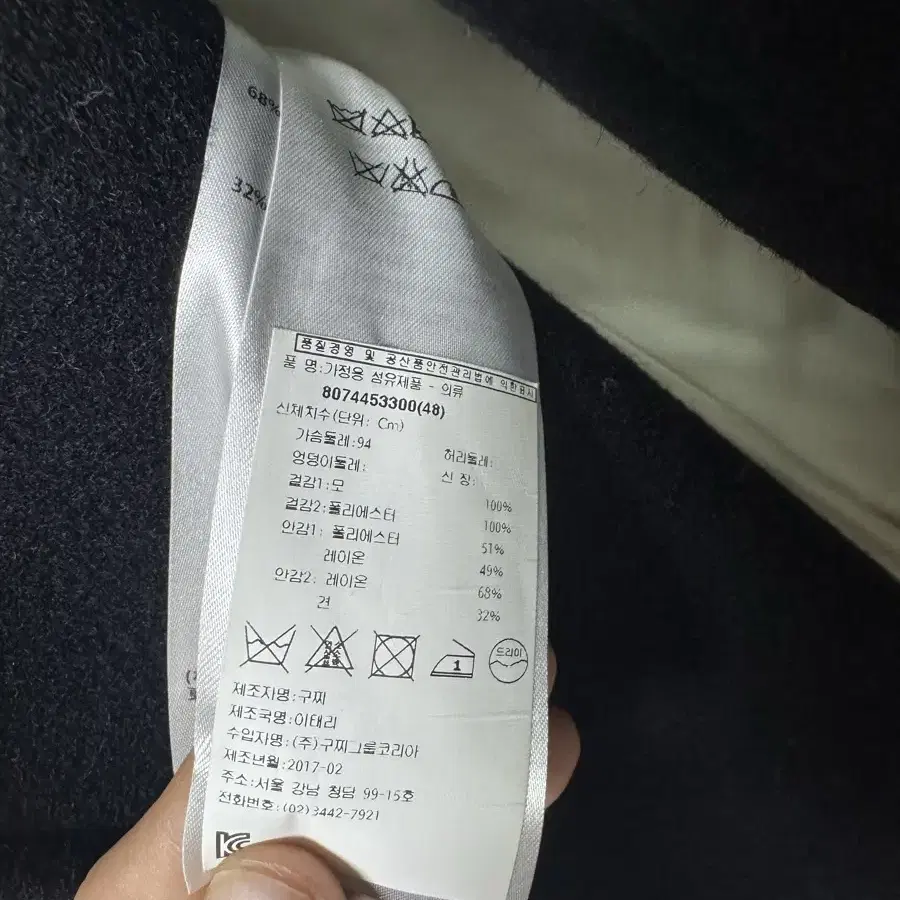 68%
32%
품질경영 및 공산품안전관리법에 의한표시
품 명:가정용 섬유제품 - 의류
8074453300(48)
신체치수(단위: Cm)
가슴둘레:94 허리둘레:
엉덩이둘레: 신 장:
겉감1:모 100%
겉감2:폴리에스터 100%
안감1: 폴리에스터 51%
레이온 49%
안감2: 레이온 68%
견 32%
염소표백
1
드라이
제조자명:구찌
제조국명:이태리
수입자명:(주)구찌그룹코리아
제조년월:2017-02
주소:서울 강남 청담 99-15호
전화번호:(02)3442-7921
KC